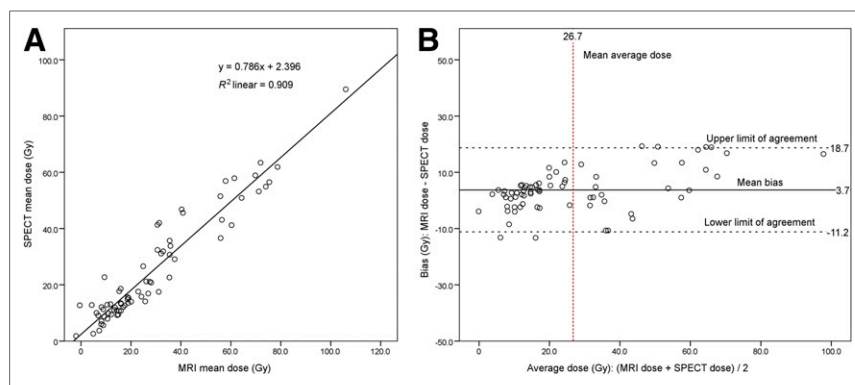 A
y = 0.786x + 2.396
R² linear = 0.909
SPECT mean dose (Gy)
100.0
80.0
60.0
40.0
20.0
0.0
0 20.0 40.0 60.0 80.0 100.0 120.0
MRI mean dose (Gy)
B
26.7
Mean average dose
Upper limit of agreement
18.7
Mean bias
3.7
Lower limit of agreement
-11.2
Bias (Gy): MRI dose - SPECT dose
50.0
30.0
10.0
-10.0
-30.0
-50.0
0 20.0 40.0 60.0 80.0 100.0
Average dose (Gy): (MRI dose + SPECT dose) / 2